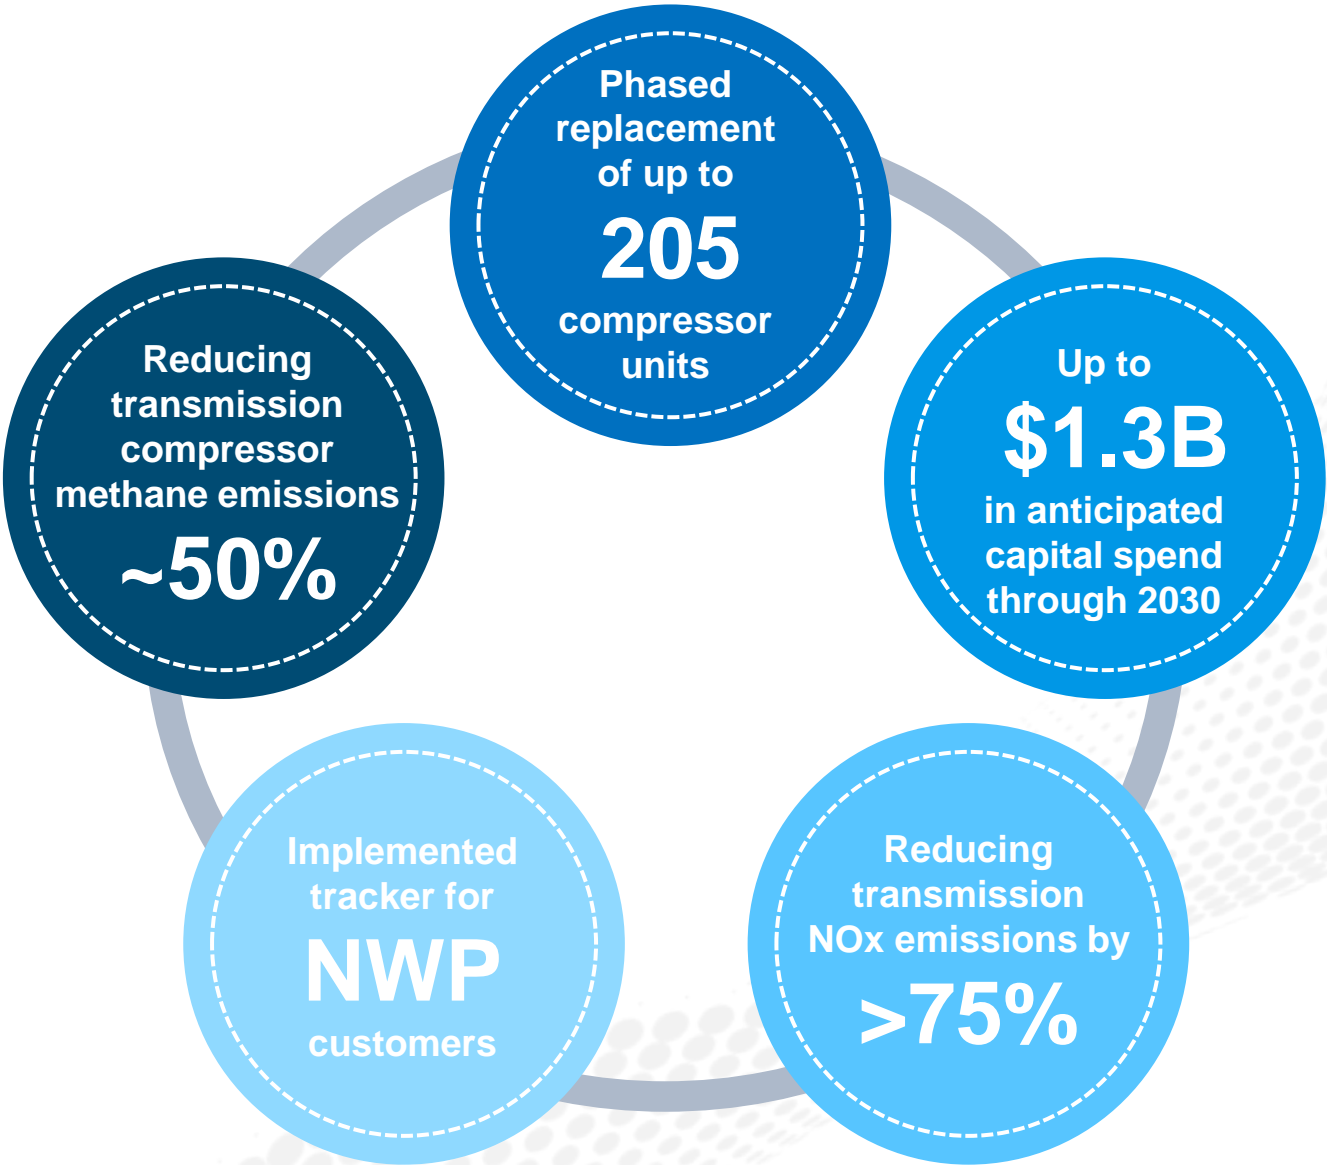 Phased
replacement
of up to
205
compressor
units
Up to
$1.3B
in anticipated
capital spend
through 2030
Reducing
transmission
NOx emissions by
>75%
Implemented
tracker for
NWP
customers
Reducing
transmission
compressor
methane emissions
~50%